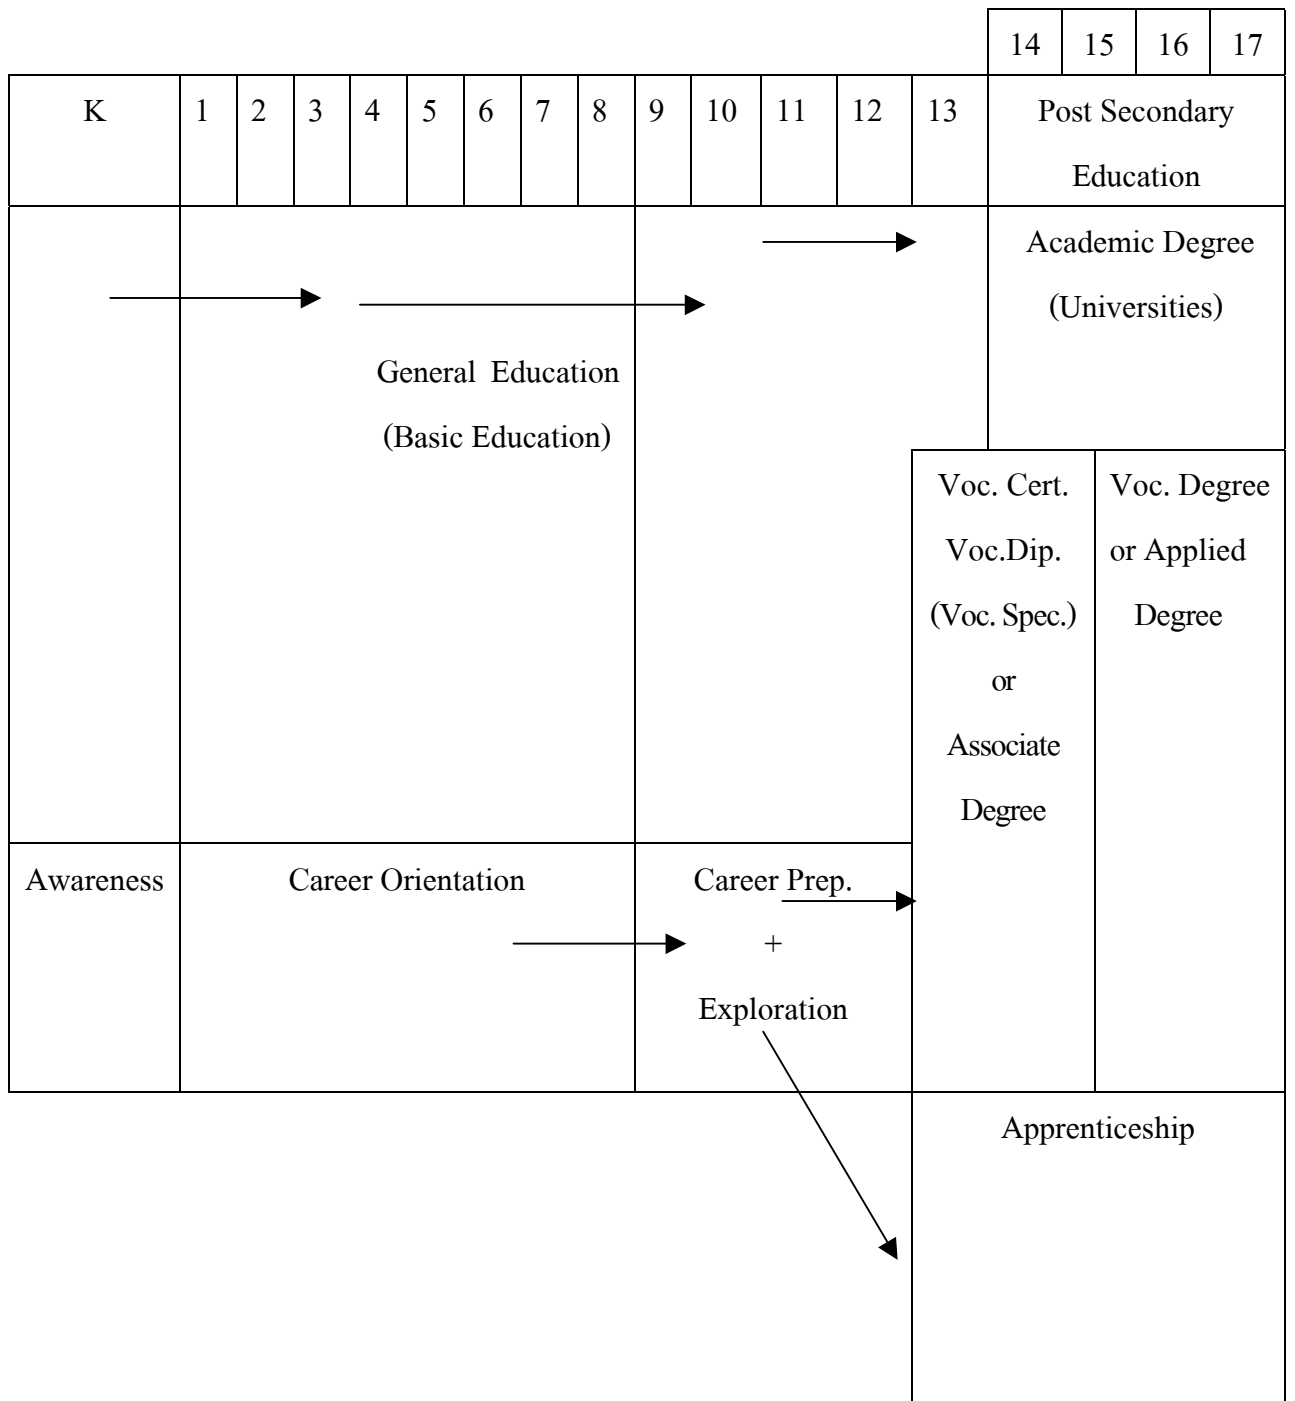 14 15 16 17
K 1 2 3 4 5 6 7 8 9 10 11 12 13 Post Secondary
Education
Academic Degree
(Universities)
General Education
(Basic Education)
Voc. Cert.
Voc.Dip.
(Voc. Spec.)
or
Associate
Degree
Voc. Degree
or Applied
Degree
Awareness
Career Orientation
Career Prep.
+
Exploration
Apprenticeship